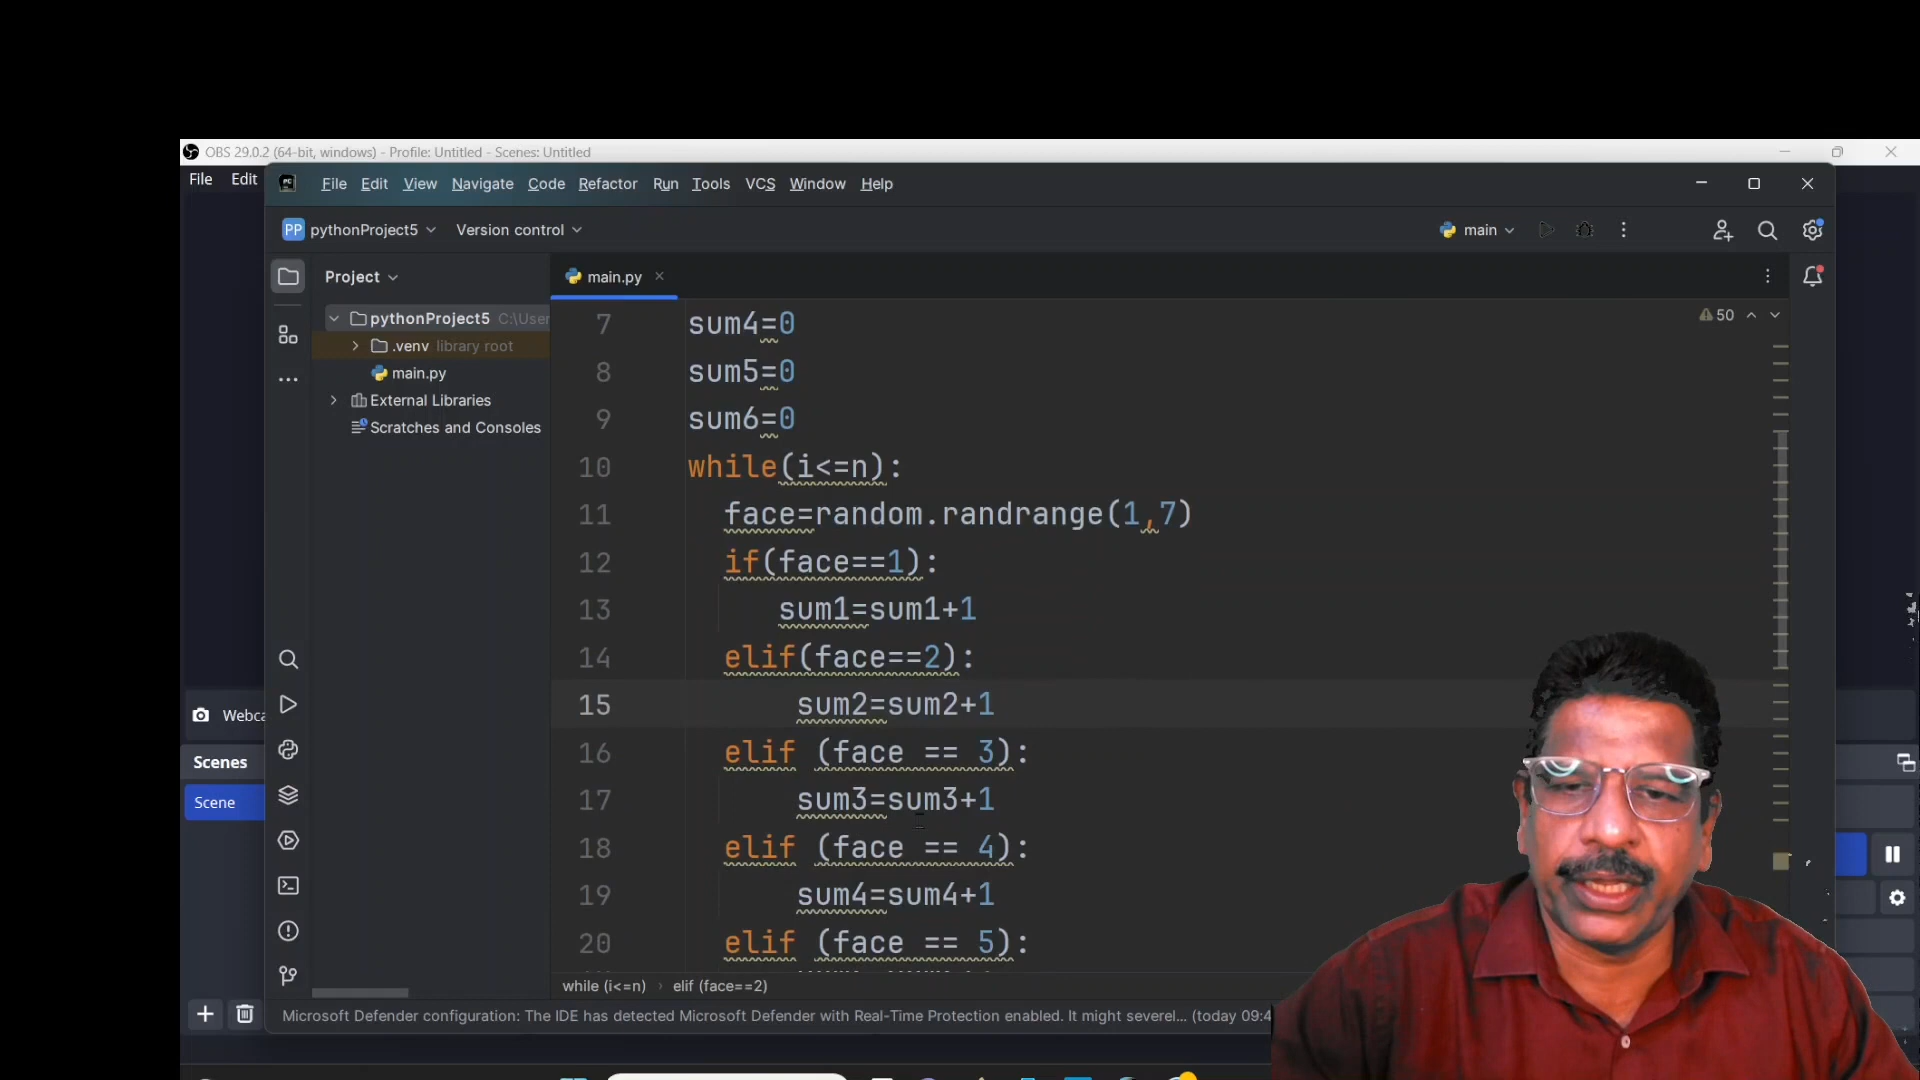 OBS 29.0.2 (64-bit, windows) - Profile: Untitled - Scenes: Untitled
File Edit
File Edit View Navigate Code Refactor Run Tools VCS Window Help
PP pythonProject5 Version control
main
Project
main.py
pythonProject5 C:\User
.venv library root
main.py
External Libraries
Scratches and Consoles
50
7 sum4=0
8 sum5=0
9 sum6=0
10 while(i<=n):
11 face=random.randrange(1,7)
12 if(face==1):
13 sum1=sum1+1
14 elif(face==2):
15 sum2=sum2+1
16 elif (face == 3):
17 sum3=sum3+1
18 elif (face == 4):
19 sum4=sum4+1
20 elif (face == 5):
while (i<=n) › elif (face==2)
Webca
Scenes
Scene
Microsoft Defender configuration: The IDE has detected Microsoft Defender with Real-Time Protection enabled. It might severel... (today 09:4